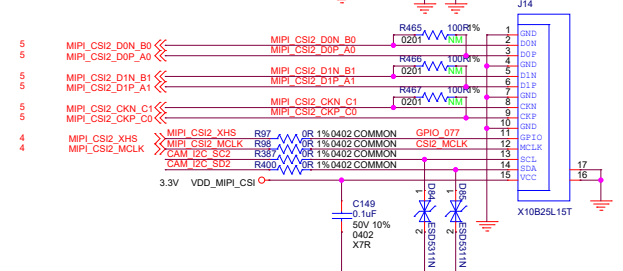 J14
R465 100R1%
5 MIPI_CSI2_D0N_B0 MIPI_CSI2_D0N_B0 0201 NM 1 GND
2 D0N
5 MIPI_CSI2_D0P_A0 MIPI_CSI2_D0P_A0 3 D0P
R466 100R1% 4 GND
5 MIPI_CSI2_D1N_B1 MIPI_CSI2_D1N_B1 0201 NM 5 D1N
5 MIPI_CSI2_D1P_A1 MIPI_CSI2_D1P_A1 6 D1P
R467 100R1% 7 GND
5 MIPI_CSI2_CKN_C1 MIPI_CSI2_CKN_C1 0201 NM 8 CKN
5 MIPI_CSI2_CKP_C0 MIPI_CSI2_CKP_C0 9 CKP
10 GND
4 MIPI_CSI2_XHS MIPI_CSI2_XHS R97 0R 1% 0402 COMMON GPIO_077 11 GPIO
4 MIPI_CSI2_MCLK MIPI_CSI2_MCLK R98 0R 1% 0402 COMMON CSI2_MCLK 12 MCLK
CAM_I2C_SC2 R387 0R 1% 0402 COMMON 13 SCL
CAM_I2C_SD2 R400 0R 1% 0402 COMMON 14 SDA 17
3.3V VDD_MIPI_CSI 15 VCC 16
X10B25L15T
C149
0.1uF
50V 10%
0402
X7R
D84 1 2 ESD5311N
D85 1 2 ESD5311N